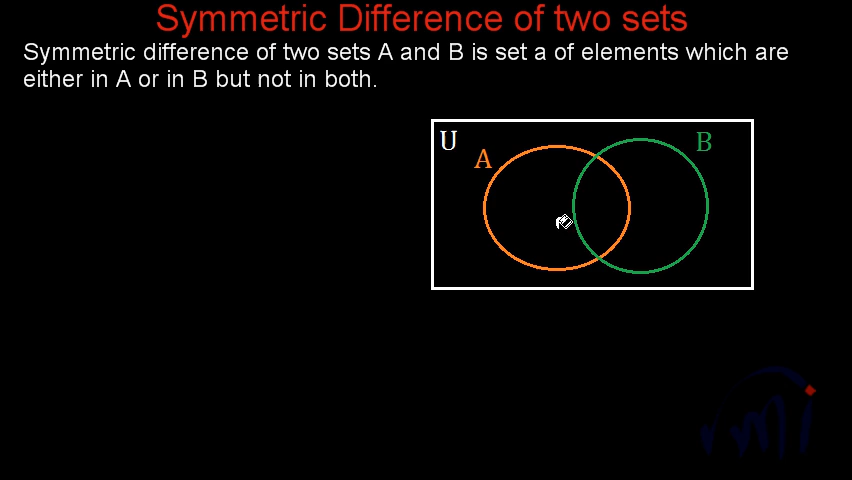 Symmetric Difference of two sets
Symmetric difference of two sets A and B is set a of elements which are
either in A or in B but not in both.
U
A
B